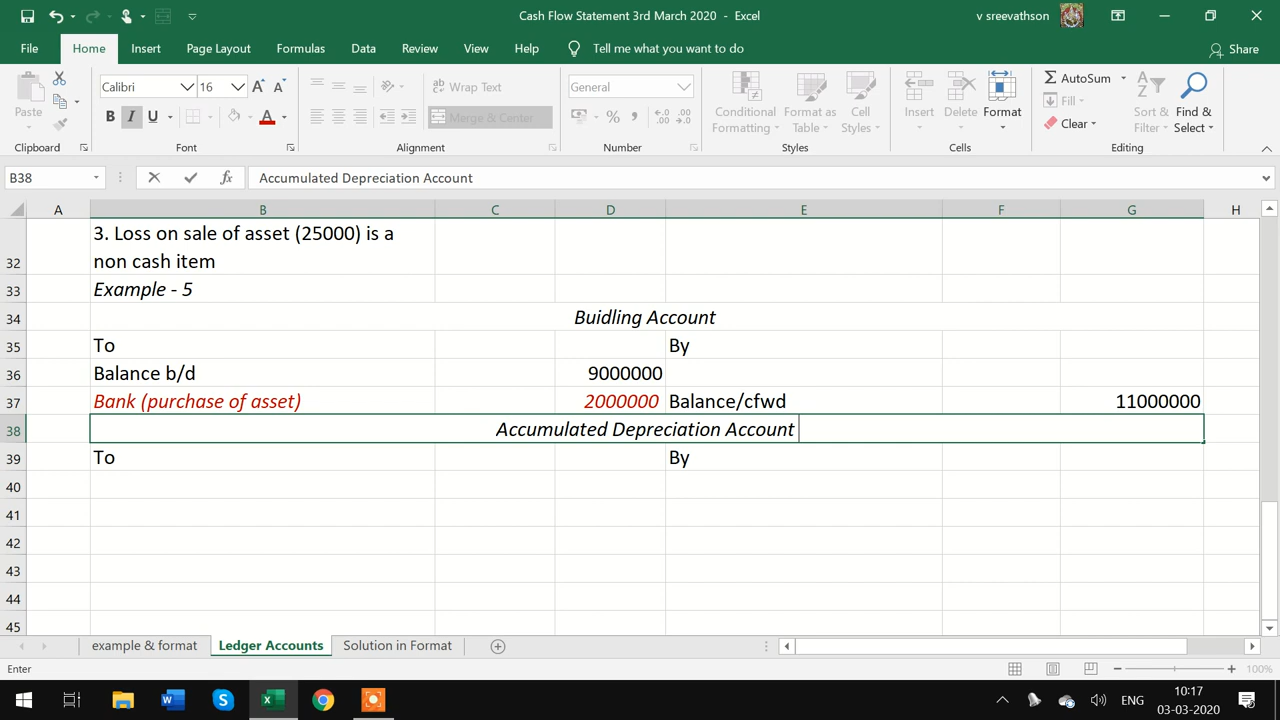 Cash Flow Statement 3rd March 2020 - Excel
v sreevathson
File Home Insert Page Layout Formulas Data Review View Help Tell me what you want to do Share
Paste
Calibri 16
Wrap Text
General
B I U A
Merge & Center
% ,
Conditional Formatting
Format as Table
Cell Styles
Insert Delete Format
AutoSum
Fill
Clear
Sort & Filter
Find & Select
Clipboard Font Alignment Number Styles Cells Editing
B38 fx Accumulated Depreciation Account
A B C D E F G H
3. Loss on sale of asset (25000) is a
32 non cash item
33 Example - 5
34 Buidling Account
35 To By
36 Balance b/d 9000000
37 Bank (purchase of asset) 2000000 Balance/cfwd 11000000
38 Accumulated Depreciation Account
39 To By
40
41
42
43
44
45
example & format Ledger Accounts Solution in Format
Enter 100%
ENG
10:17
03-03-2020